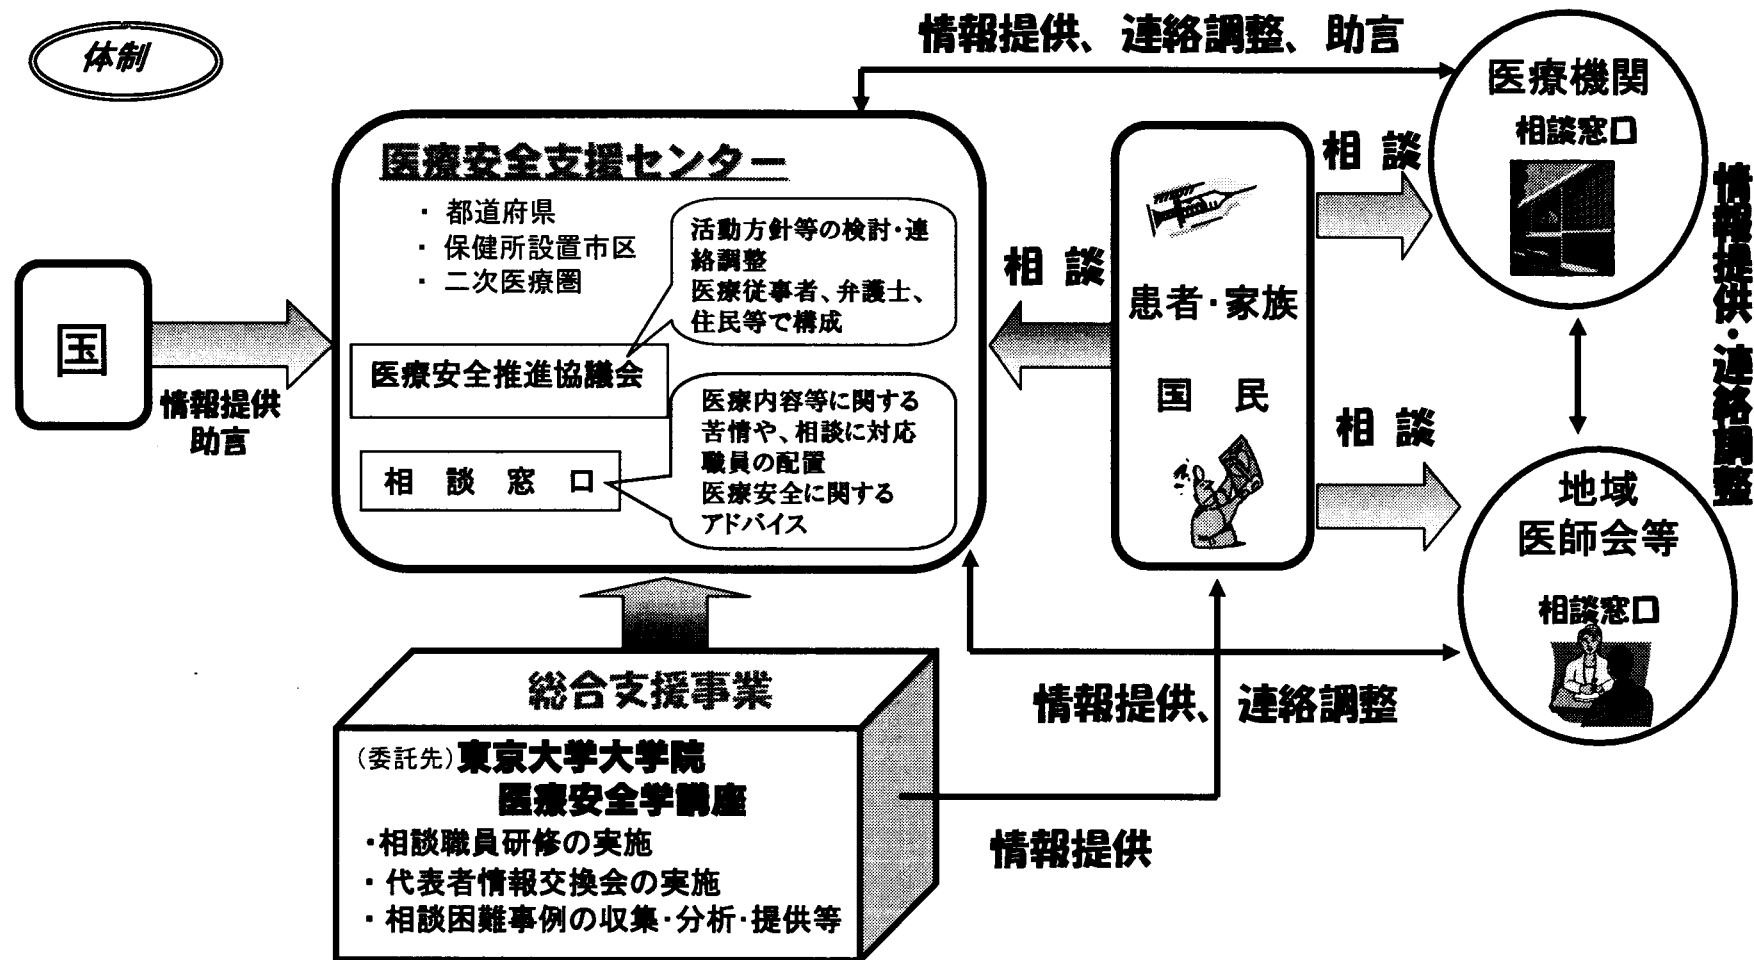 体制
情報提供、連絡調整、助言
医療機関
相談窓口
医療安全支援センター
・ 都道府県
・ 保健所設置市区
・ 二次医療圏
活動方針等の検討・連
絡調整
医療従事者、弁護士、
住民等で構成
医療安全推進協議会
医療内容等に関する
苦情や、相談に対応
職員の配置
医療安全に関する
アドバイス
相 談 窓 口
国
情報提供
助言
相 談
患者・家族
国 民
相 談
相 談
情報提供・連絡調整
地域
医師会等
相談窓口
総合支援事業
(委託先)東京大学大学院
医療安全学講座
・相談職員研修の実施
・代表者情報交換会の実施
・相談困難事例の収集・分析・提供等
情報提供、連絡調整
情報提供